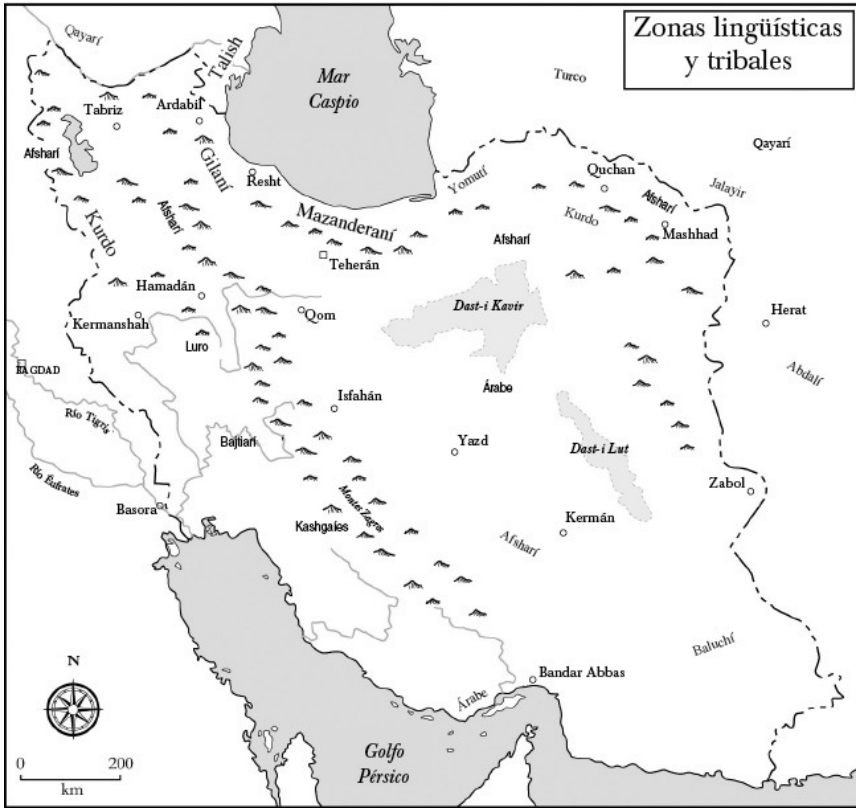 Zonas lingüísticas
y tribales
Qayarí
Talish
Mar
Caspio
Turco
Tabriz
Ardabil
Qayarí
Afsharí
Gilaní
Resht
Yomutí
Quchan
Jalayir
Kurdo
Afsharí
Mazanderaní
Afsharí
Kurdo
Afsharí
Mashhad
Teherán
Hamadán
Dast-i Kavir
Kermanshah
Qom
Herat
Luro
BAGDAD
Abdalí
Árabe
Isfahán
Río Tigris
Bajtiarí
Yazd
Dast-i Lut
Río Éufrates
Zabol
Basora
Montes Zagros
Kashgaíes
Afsharí
Kermán
Baluchí
N
Bandar Abbas
Árabe
Golfo
Pérsico
0 200
km